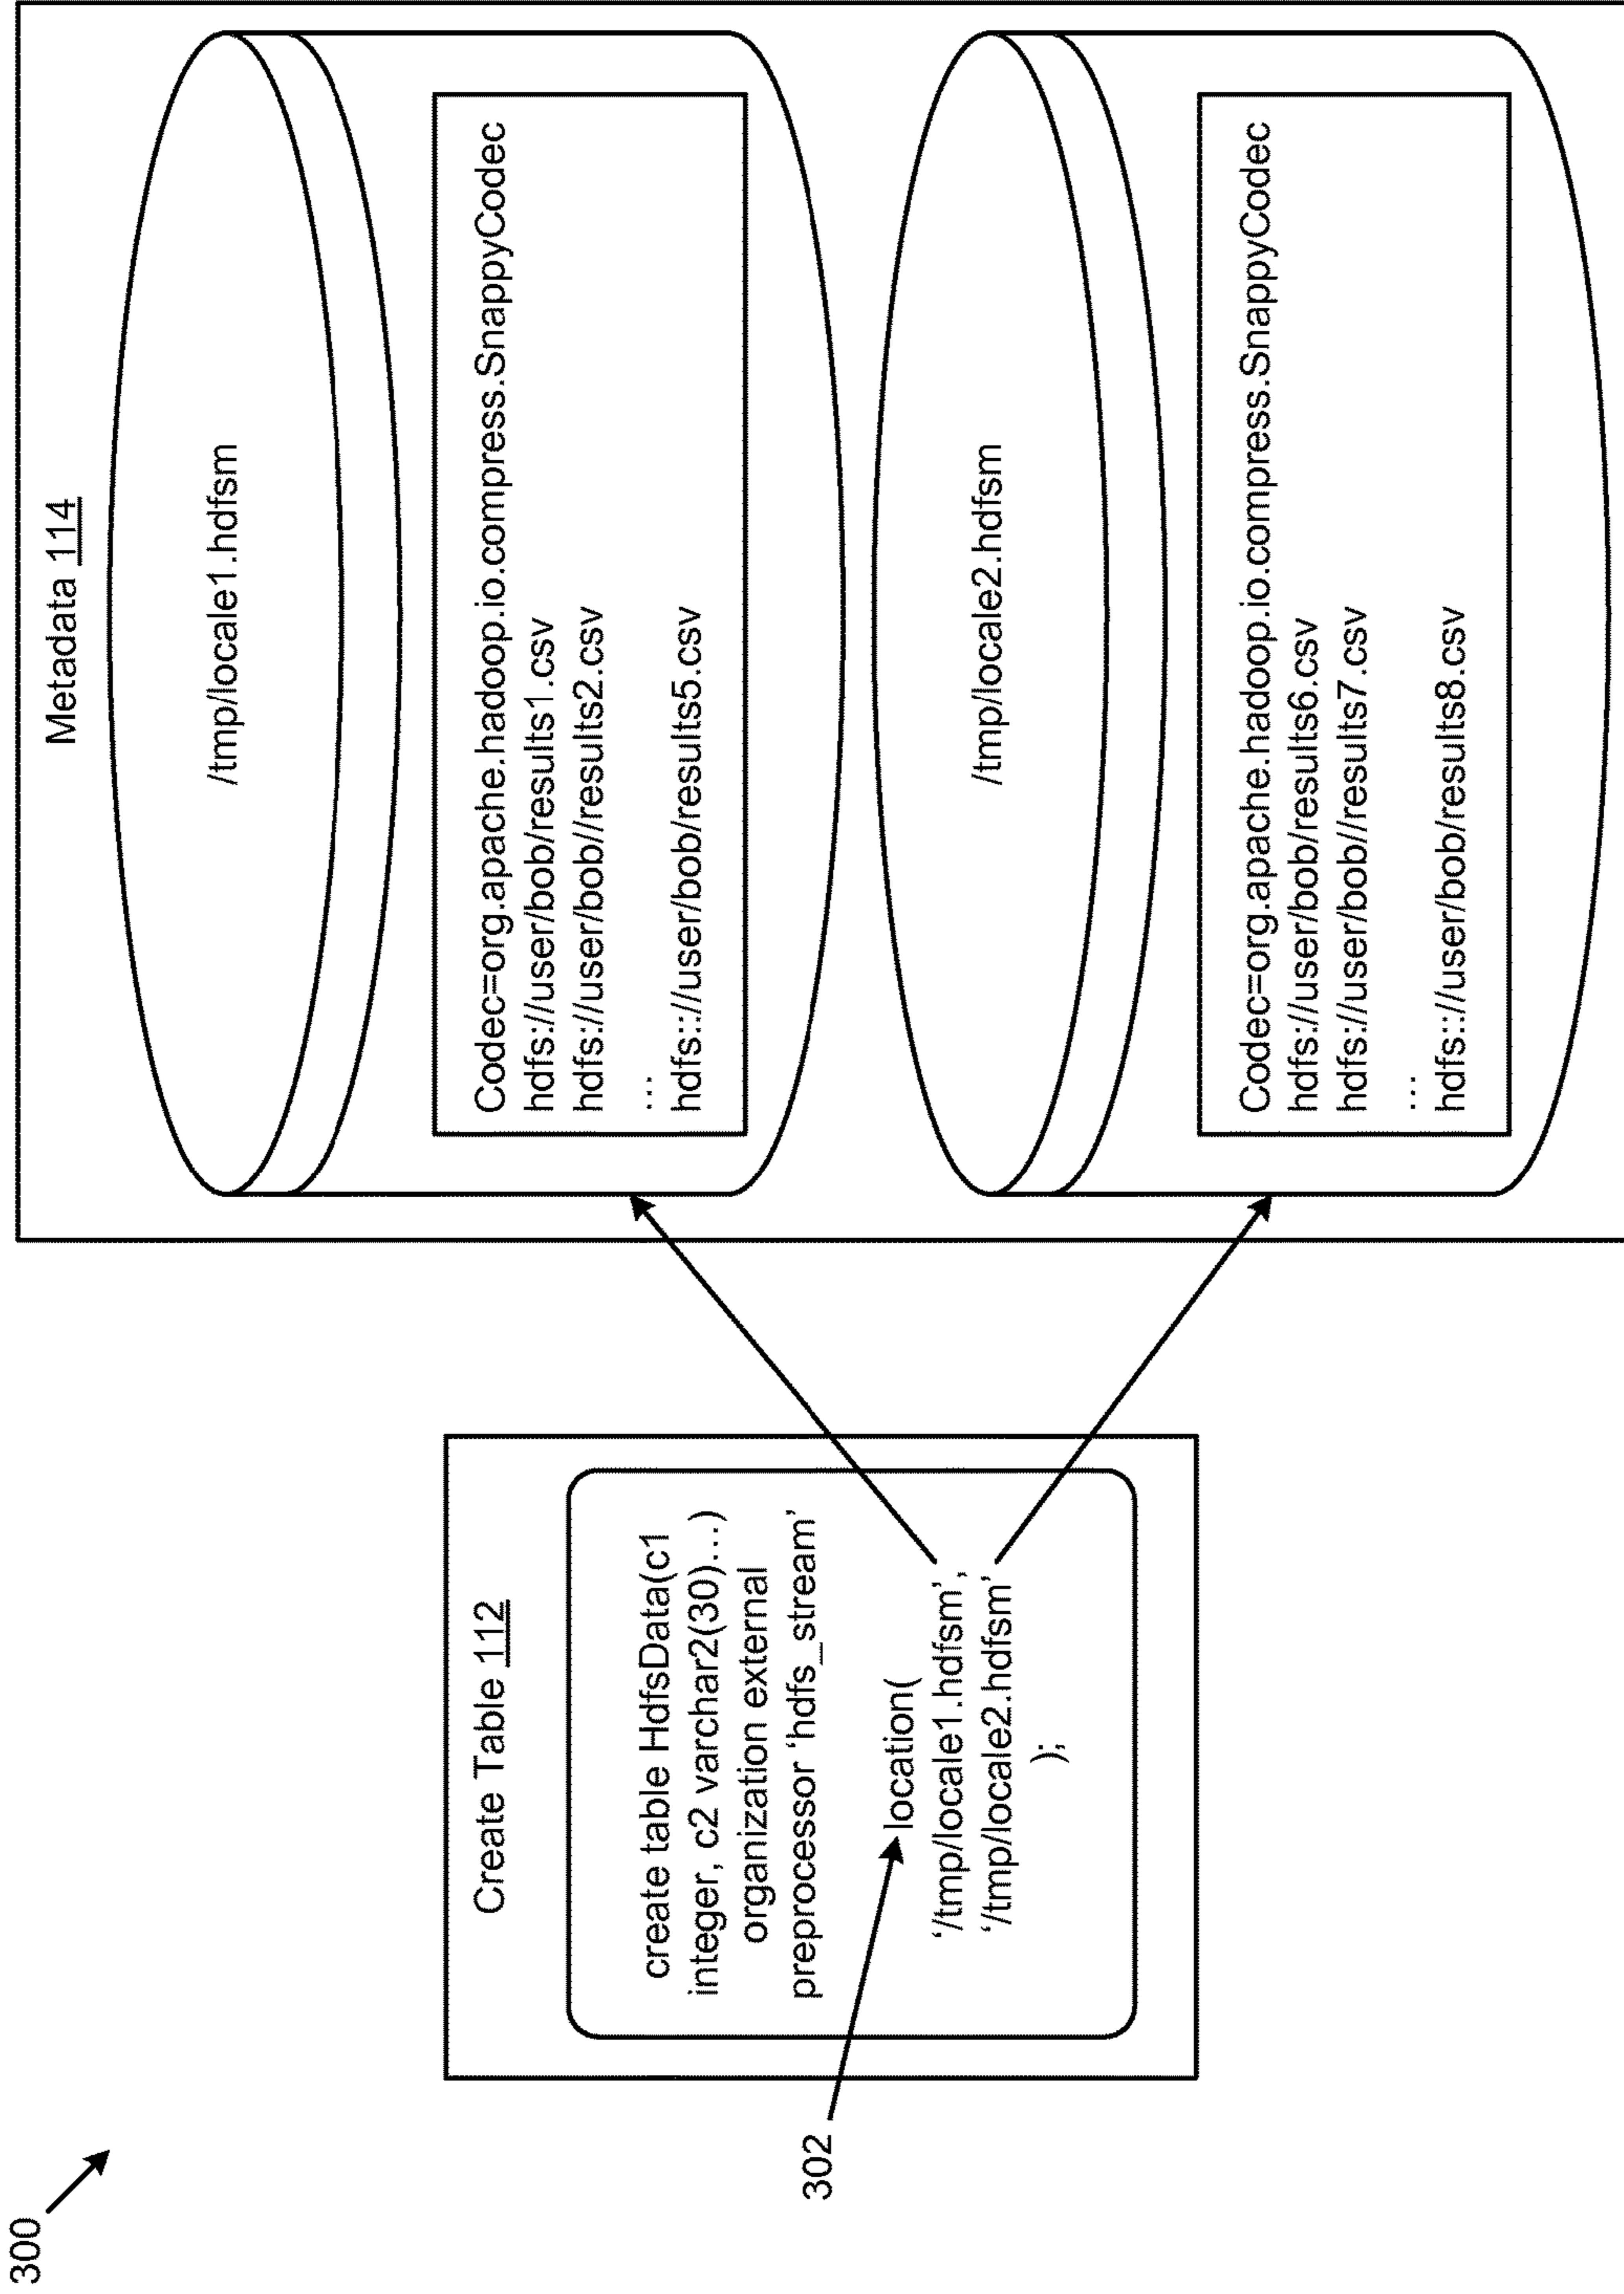 300
Create Table 112
create table HdfsData(c1
integer, c2 varchar2(30)...)
organization external
preprocessor ‘hdfs_stream’
location(
‘/tmp/locale1.hdfsm’,
‘/tmp/locale2.hdfsm’
);
302
Metadata 114
/tmp/locale1.hdfsm
Codec=org.apache.hadoop.io.compress.SnappyCodec
hdfs://user/bob/results1.csv
hdfs://user/bob//results2.csv
...
hdfs:://user/bob/results5.csv
/tmp/locale2.hdfsm
Codec=org.apache.hadoop.io.compress.SnappyCodec
hdfs://user/bob/results6.csv
hdfs://user/bob//results7.csv
...
hdfs:://user/bob/results8.csv